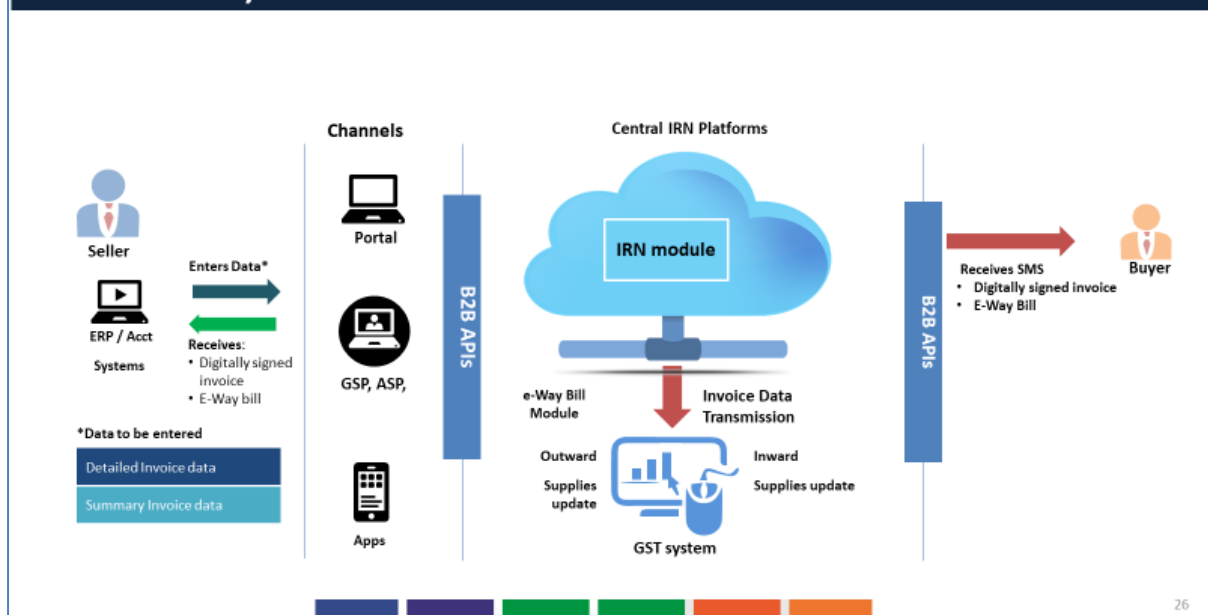 Channels
Central IRN Platforms
Seller
ERP / Acct
Systems
Enters Data*
Receives:
• Digitally signed
invoice
• E-Way bill
*Data to be entered
Detailed Invoice data
Summary Invoice data
Portal
GSP, ASP,
Apps
B2B APIs
IRN module
e-Way Bill
Module
Invoice Data
Transmission
Outward
Supplies
update
Inward
Supplies update
GST system
B2B APIs
Receives SMS
• Digitally signed invoice
• E-Way Bill
Buyer
26